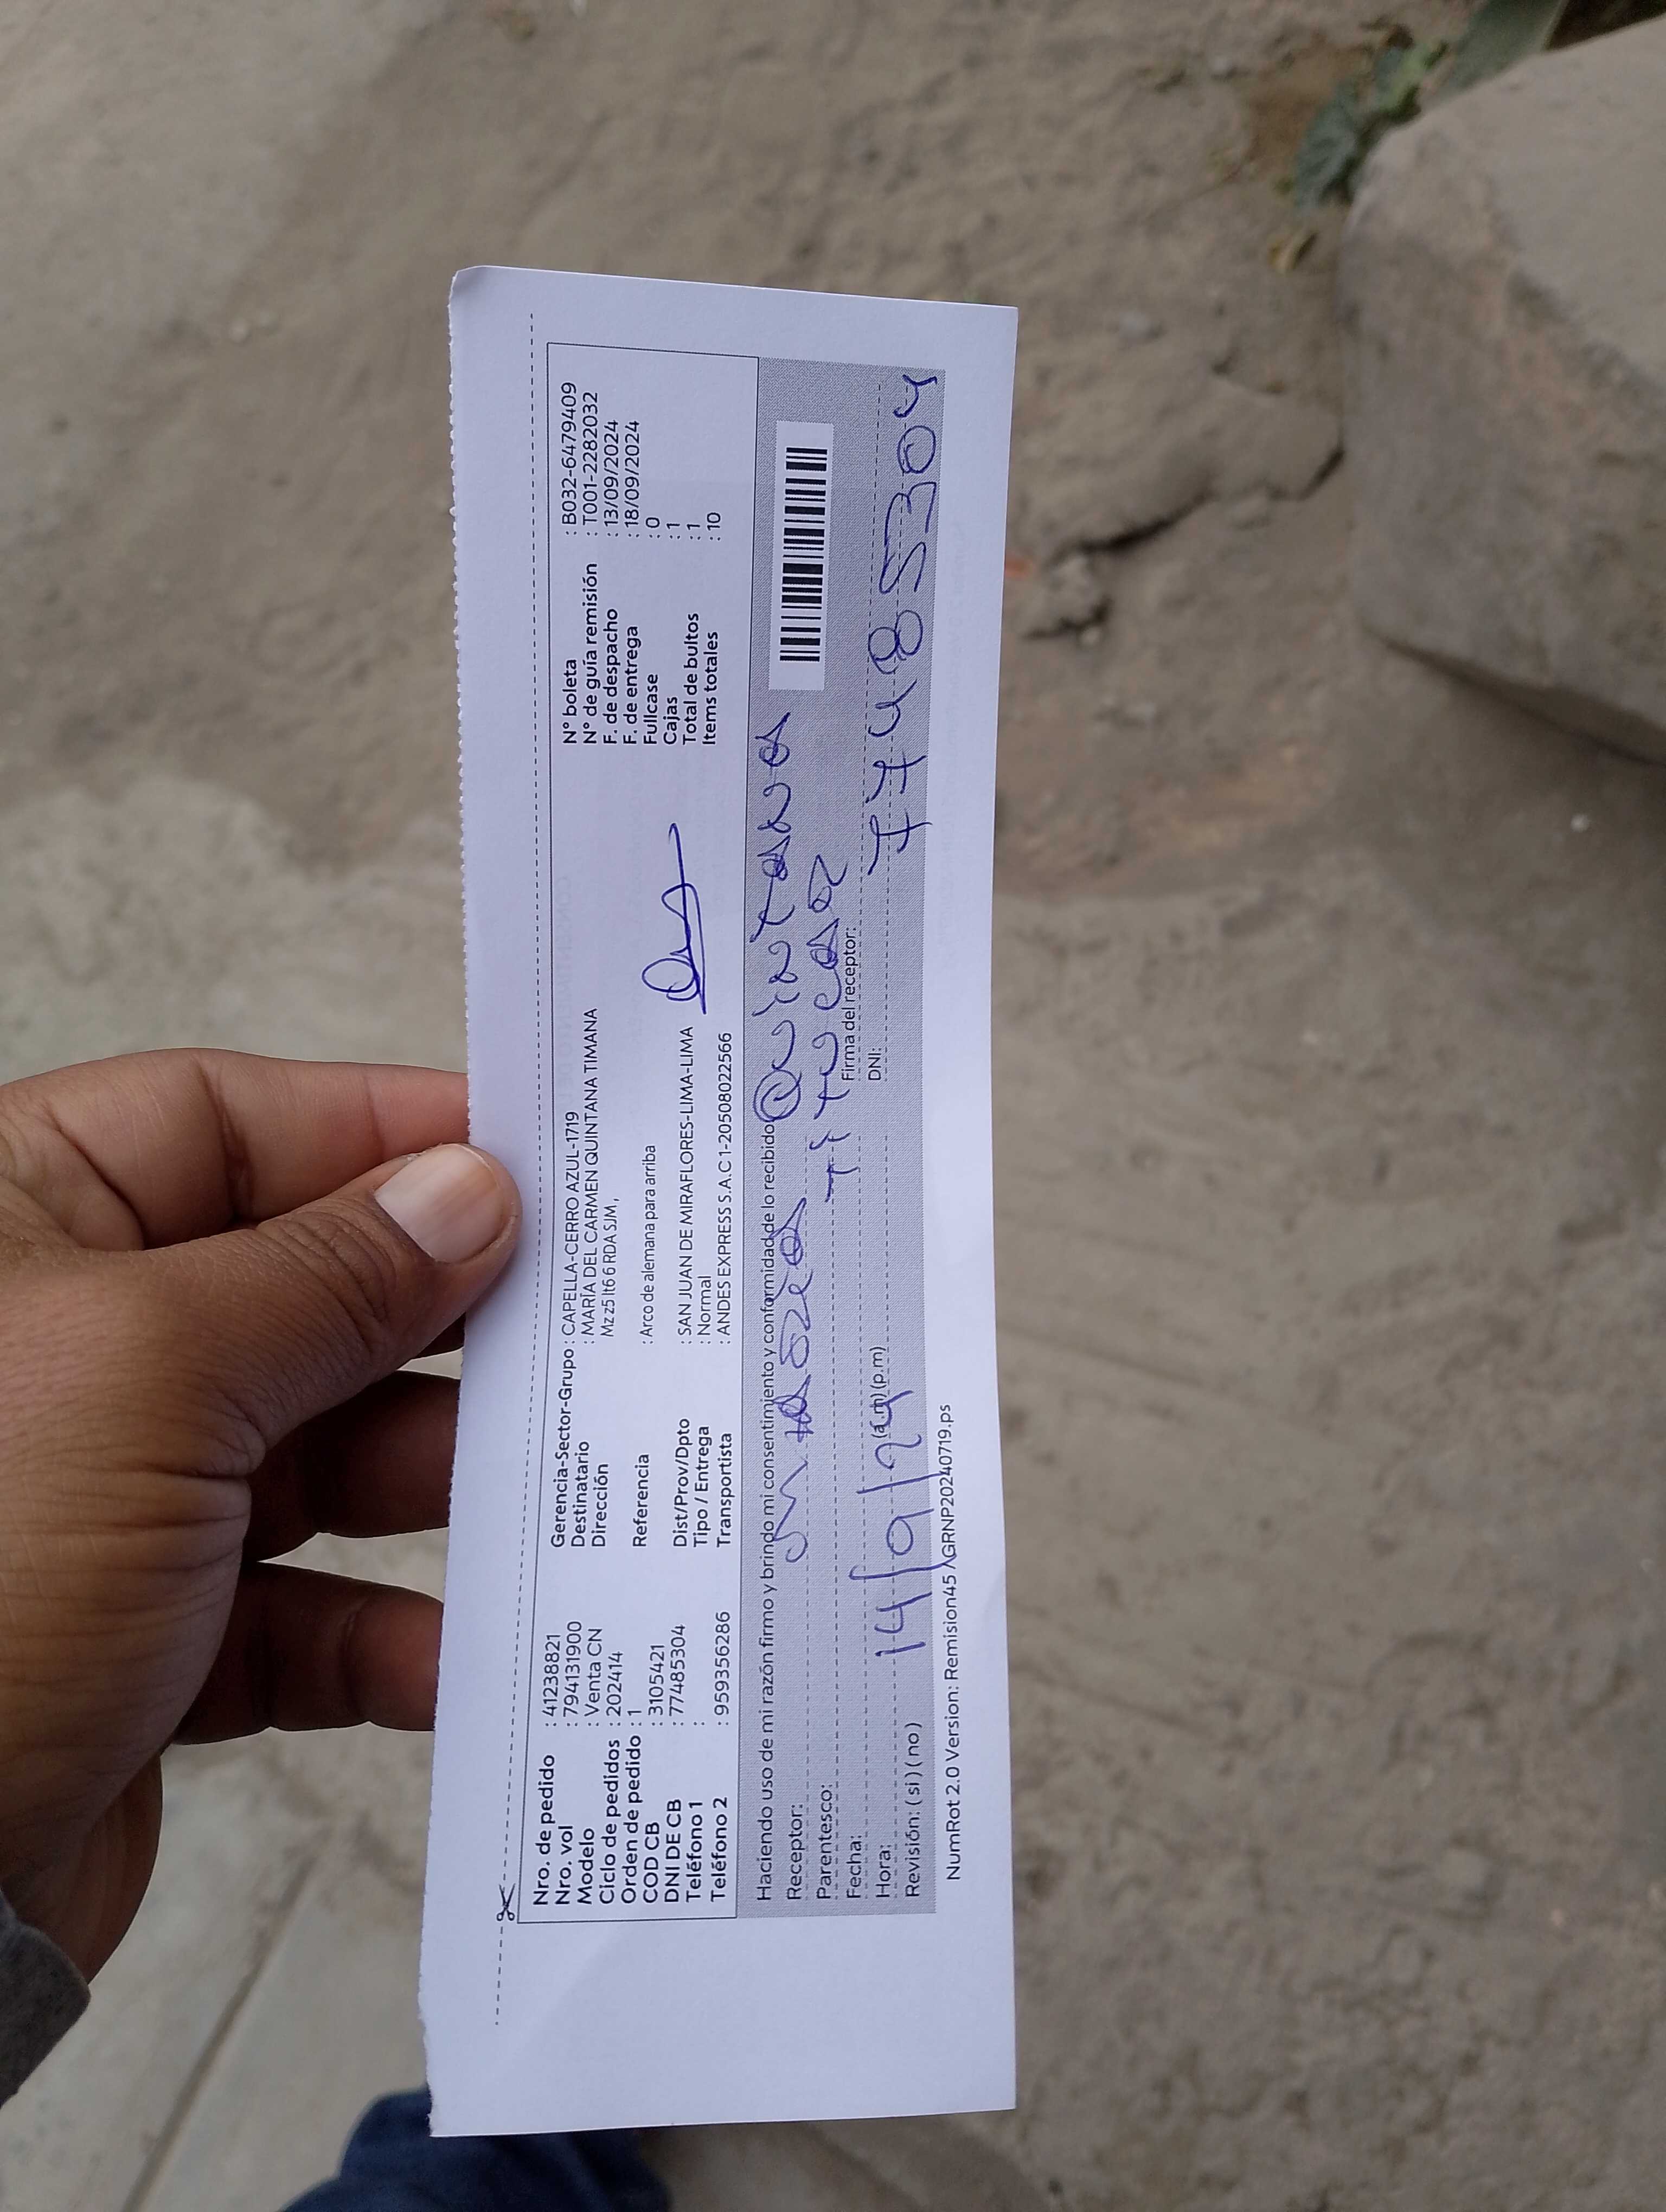 Nro. de pedido : 41238821 Gerencia-Sector-Grupo : CAPELLA-CERRO AZUL-1719 N° boleta : B032-6479409
Nro. vol : 794131900 Destinatario : MARÍA DEL CARMEN QUINTANA TIMANA N° de guía remisión : T001-2282032
Modelo : Venta CN Dirección Mz z5 lt6 6 RDA SJM, F. de despacho : 13/09/2024
Ciclo de pedidos : 202414 F. de entrega : 18/09/2024
Orden de pedido : 1 Referencia : Arco de alemana para arriba Fullcase : 0
COD CB : 3105421 Cajas : 1
DNI DE CB : 77485304 Dist/Prov/Dpto : SAN JUAN DE MIRAFLORES-LIMA-LIMA Total de bultos : 1
Teléfono 1 : Tipo / Entrega : Normal Items totales : 10
Teléfono 2 : 959356286 Transportista : ANDES EXPRESS S.A.C 1-20508022566
Haciendo uso de mi razón firmo y brindo mi consentimiento y conformidad de lo recibido
Receptor: María Quintana
Parentesco: Titular
Fecha: 14/9/24 Firma del receptor:
Hora: (a.m) (p.m) DNI: 77485304
Revisión: ( si ) ( no )
NumRot 2.0 Version: Remision45 \GRNP20240719.ps